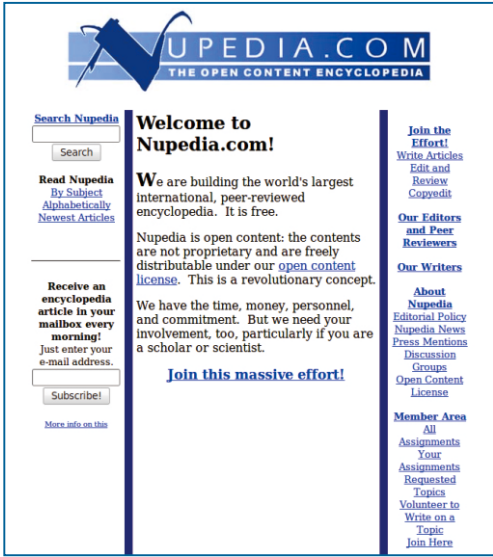 NUPEDIA.COM
THE OPEN CONTENT ENCYCLOPEDIA
Search Nupedia
Search
Read Nupedia
By Subject
Alphabetically
Newest Articles
Receive an
encyclopedia
article in your
mailbox every
morning!
Just enter your
e-mail address.
Subscribe!
More info on this
Welcome to
Nupedia.com!
We are building the world's largest
international, peer-reviewed
encyclopedia. It is free.
Nupedia is open content: the contents
are not proprietary and are freely
distributable under our open content
license. This is a revolutionary concept.
We have the time, money, personnel,
and commitment. But we need your
involvement, too, particularly if you are
a scholar or scientist.
Join this massive effort!
Join the
Effort!
Write Articles
Edit and
Review
Copyedit
Our Editors
and Peer
Reviewers
Our Writers
About
Nupedia
Editorial Policy
Nupedia News
Press Mentions
Discussion
Groups
Open Content
License
Member Area
All
Assignments
Your
Assignments
Requested
Topics
Volunteer to
Write on a
Topic
Join Here